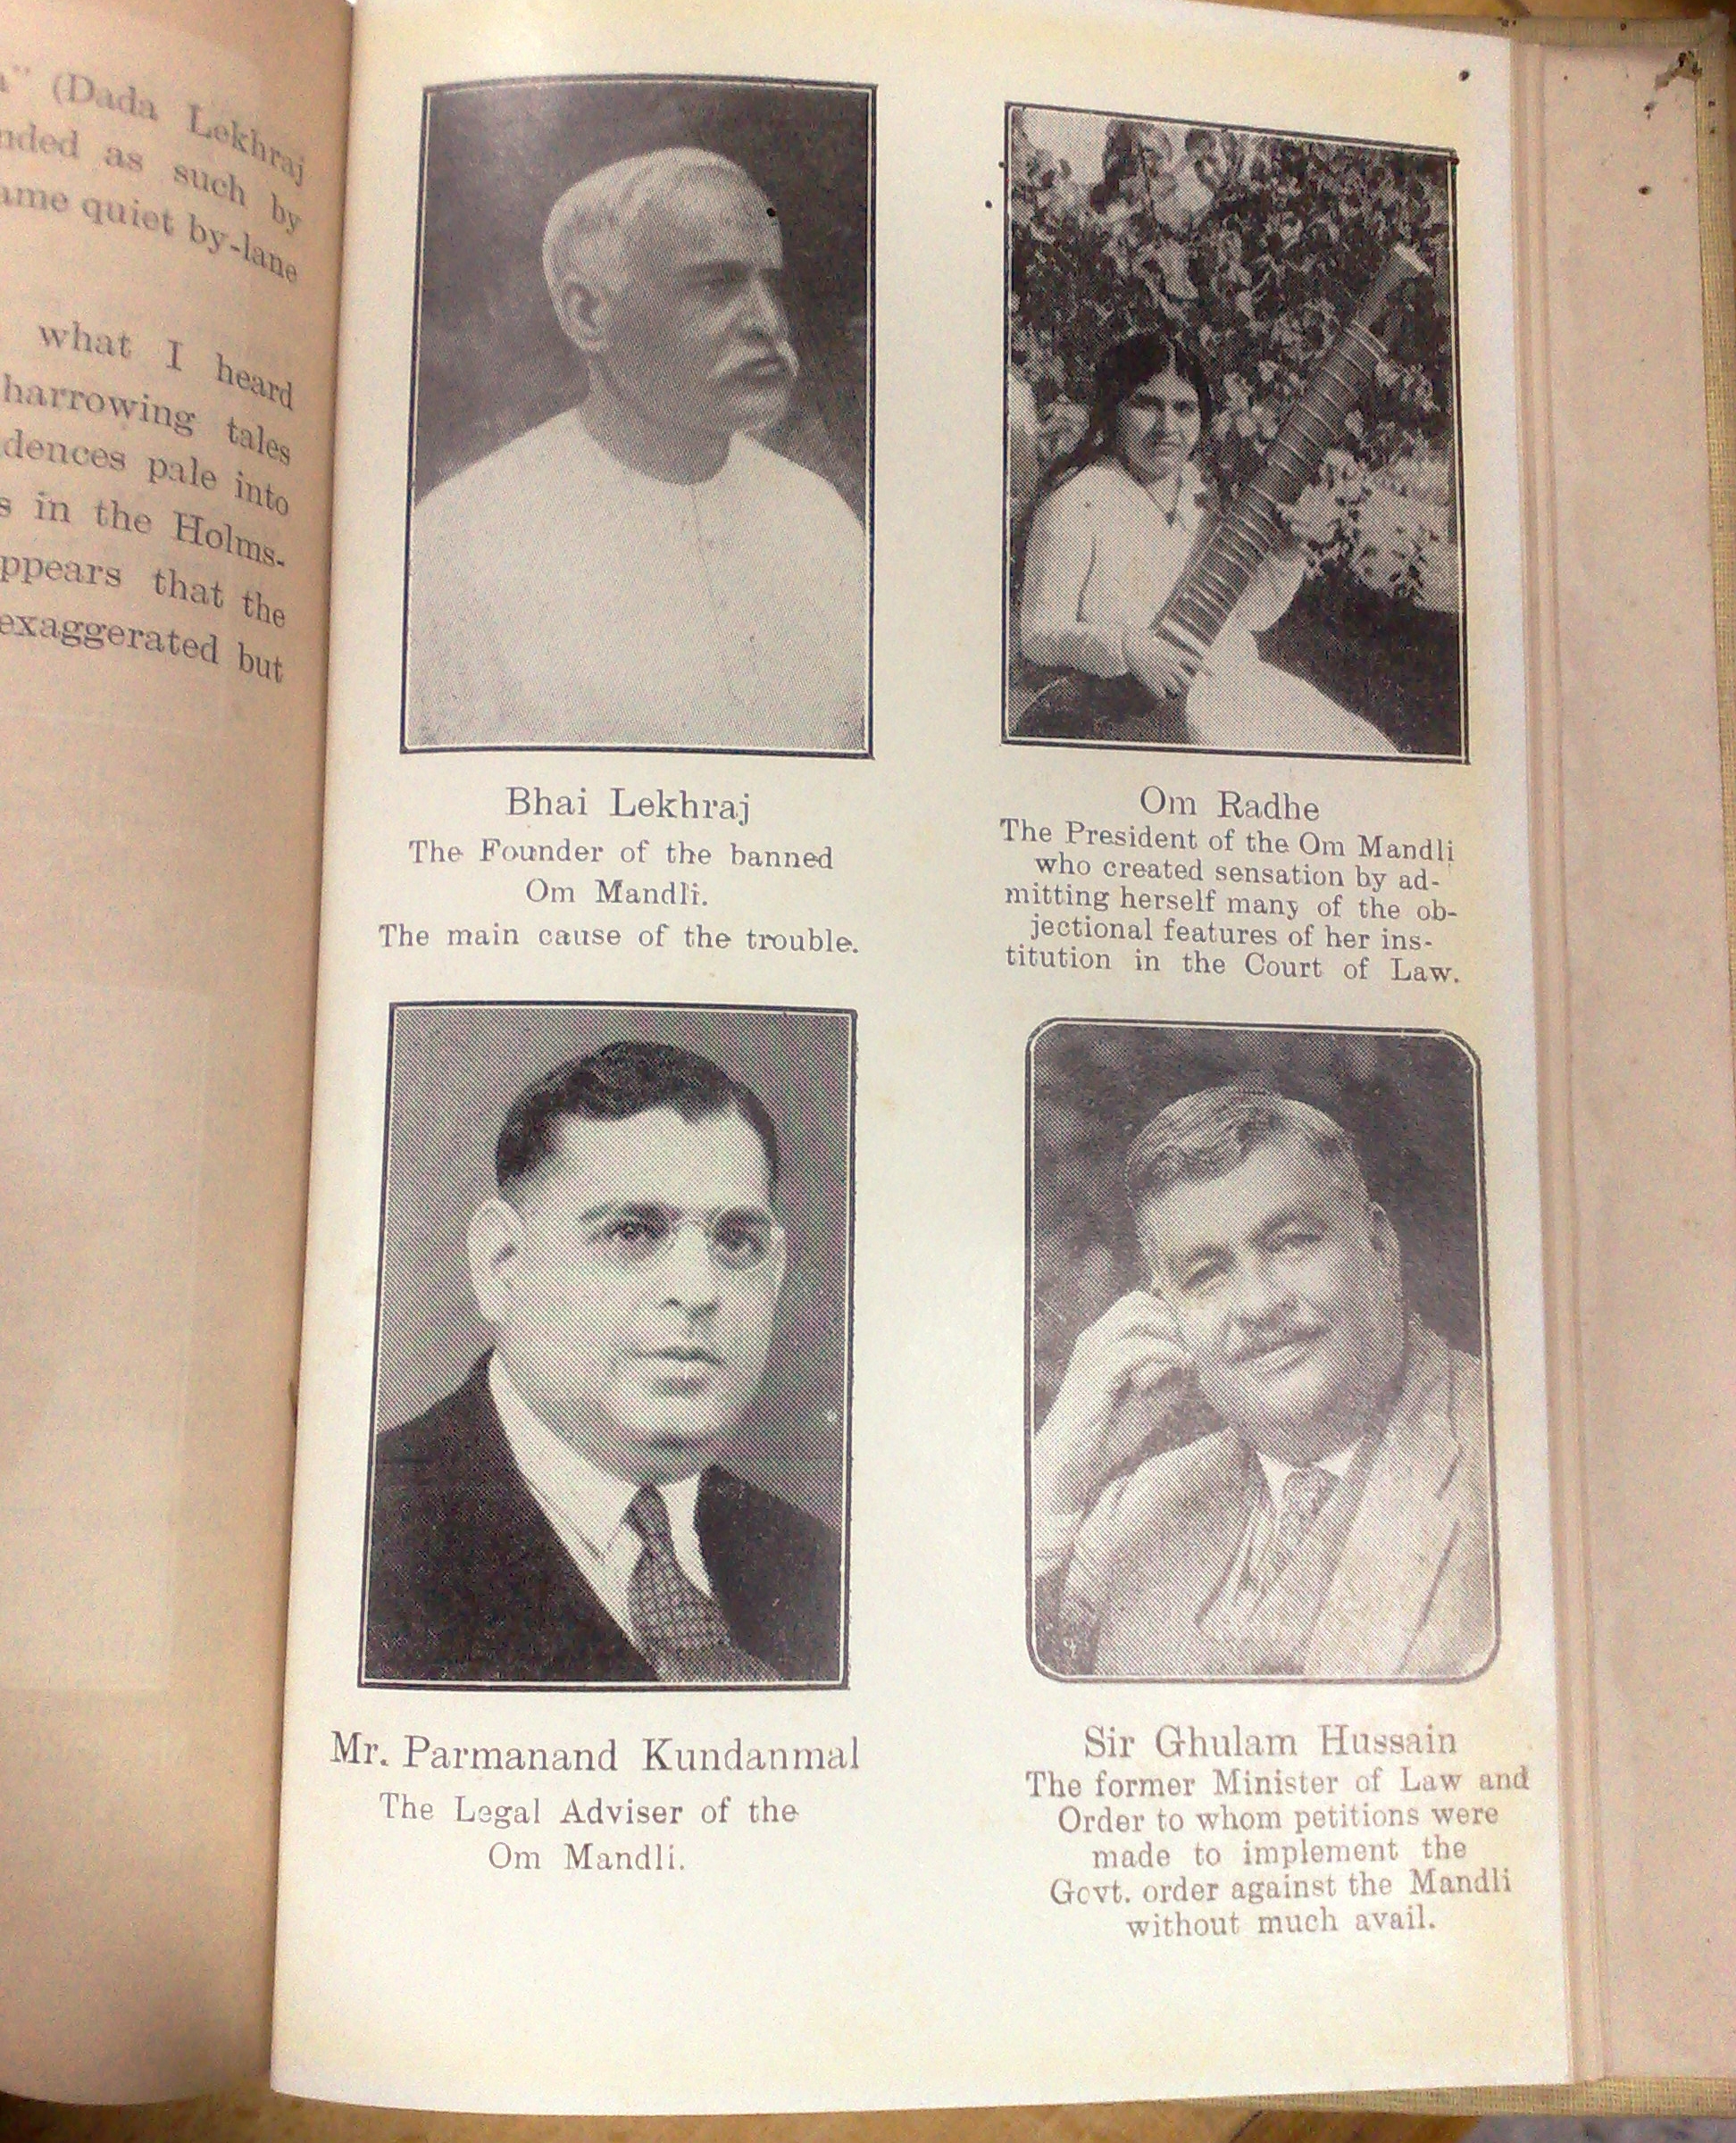 " (Dada Lekhraj
as such by
quiet by-lane
what I heard
harrowing tales
pale into
in the Holms-
that the
exaggerated but
Bhai Lekhraj
The Founder of the banned
Om Mandli.
The main cause of the trouble.
Om Radhe
The President of the Om Mandli
who created sensation by ad-
mitting herself many of the ob-
jectional features of her ins-
titution in the Court of Law.
Mr. Parmanand Kundanmal
The Legal Adviser of the
Om Mandli.
Sir Ghulam Hussain
The former Minister of Law and
Order to whom petitions were
made to implement the
Govt. order against the Mandli
without much avail.